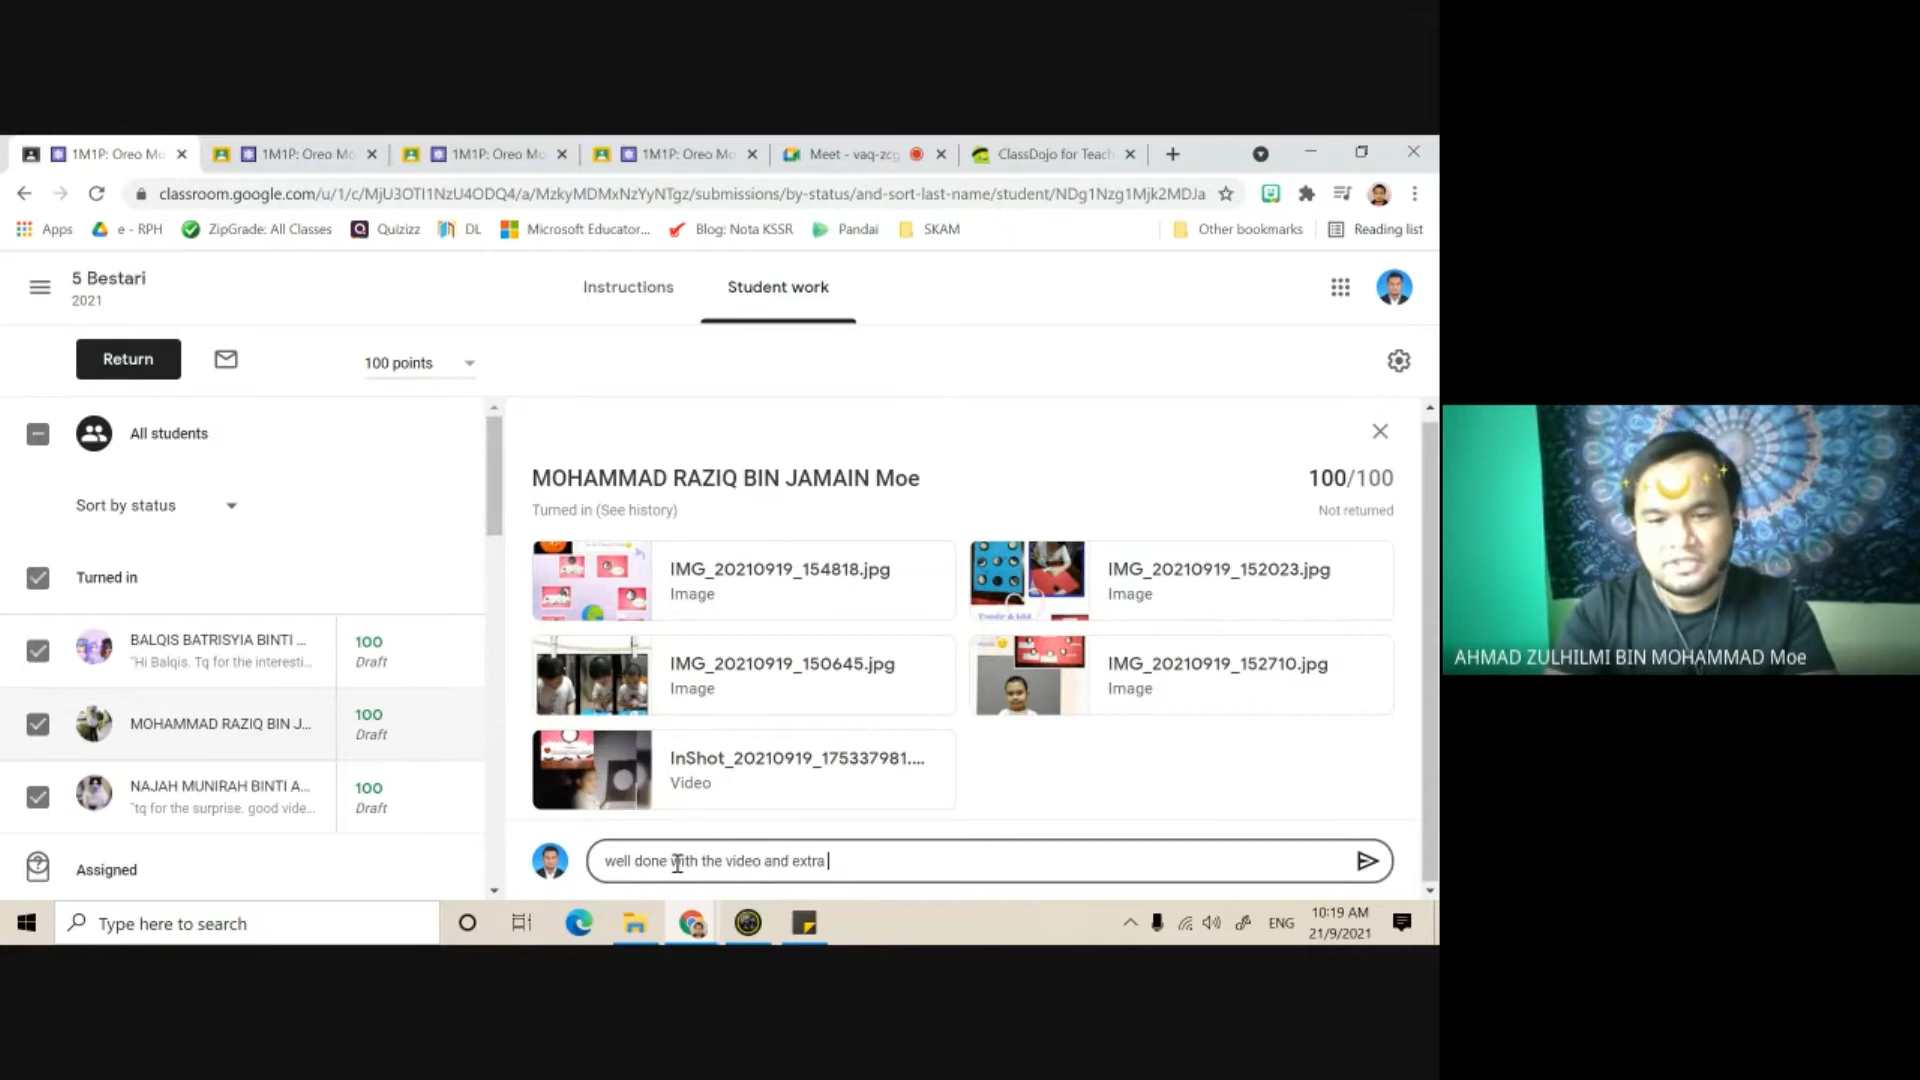 1M1P: Oreo Mo
1M1P: Oreo Mo
1M1P: Oreo Mo
1M1P: Oreo Mo
Meet - vaq-zcg
ClassDojo for Teach
classroom.google.com/u/1/c/MjU3OTI1NzU4ODQ4/a/MzkyMDMxNzYyNTgz/submissions/by-status/and-sort-last-name/student/NDg1Nzg1Mjk2MDJa
Apps
e - RPH
ZipGrade: All Classes
Quizizz
DL
Microsoft Educator...
Blog: Nota KSSR
Pandai
SKAM
Other bookmarks
Reading list
5 Bestari
2021
Instructions
Student work
Return
100 points
All students
Sort by status
Turned in
BALQIS BATRISYIA BINTI ...
"Hi Balqis. Tq for the interesti...
100
Draft
MOHAMMAD RAZIQ BIN J...
100
Draft
NAJAH MUNIRAH BINTI A...
"tq for the surprise. good vide...
100
Draft
Assigned
MOHAMMAD RAZIQ BIN JAMAIN Moe
100/100
Turned in (See history)
Not returned
IMG_20210919_154818.jpg
Image
IMG_20210919_152023.jpg
Image
IMG_20210919_150645.jpg
Image
IMG_20210919_152710.jpg
Image
InShot_20210919_175337981....
Video
well done with the video and extra
AHMAD ZULHILMI BIN MOHAMMAD Moe
Type here to search
ENG
10:19 AM
21/9/2021